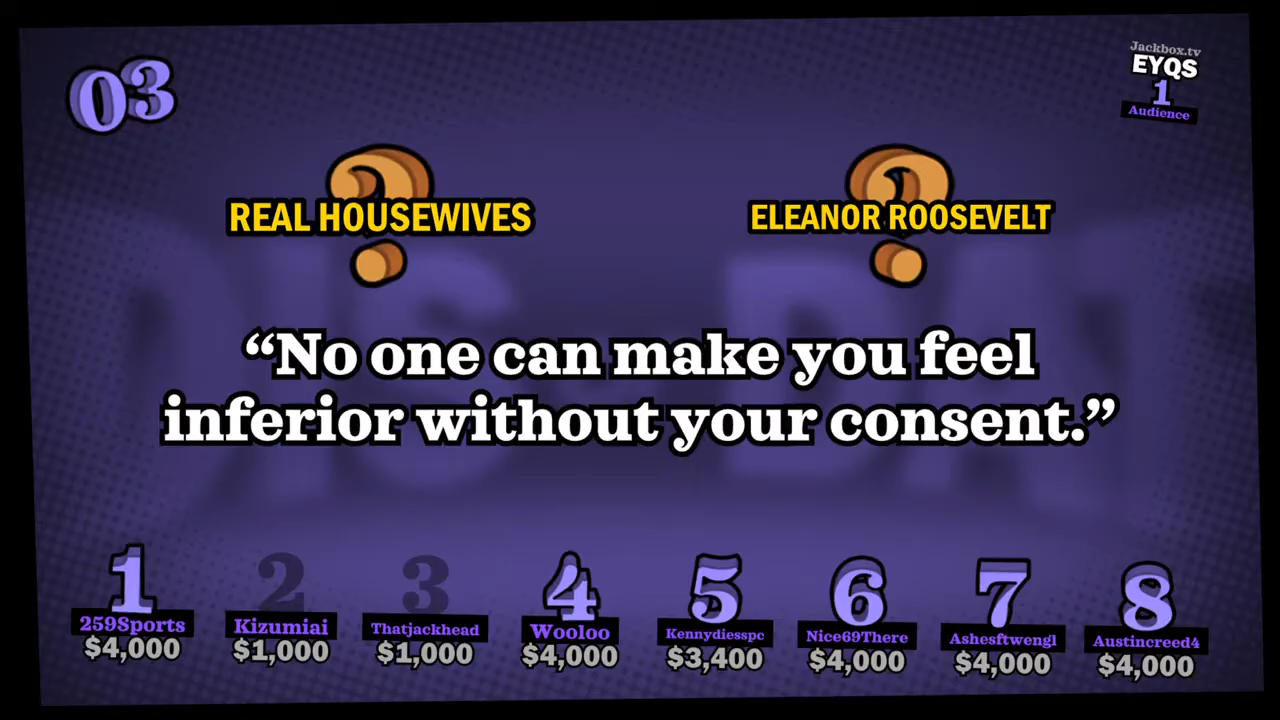 03
Jackbox.tv
EYQS
1
Audience
REAL HOUSEWIVES
ELEANOR ROOSEVELT
“No one can make you feel
inferior without your consent.”
1 2 3 4 5 6 7 8
259Sports Kizumiai Thatjackhead Wooloo Kennydiesspc Nice69There Ashesftweng1 Austincreed4
$4,000 $1,000 $1,000 $4,000 $3,400 $4,000 $4,000 $4,000